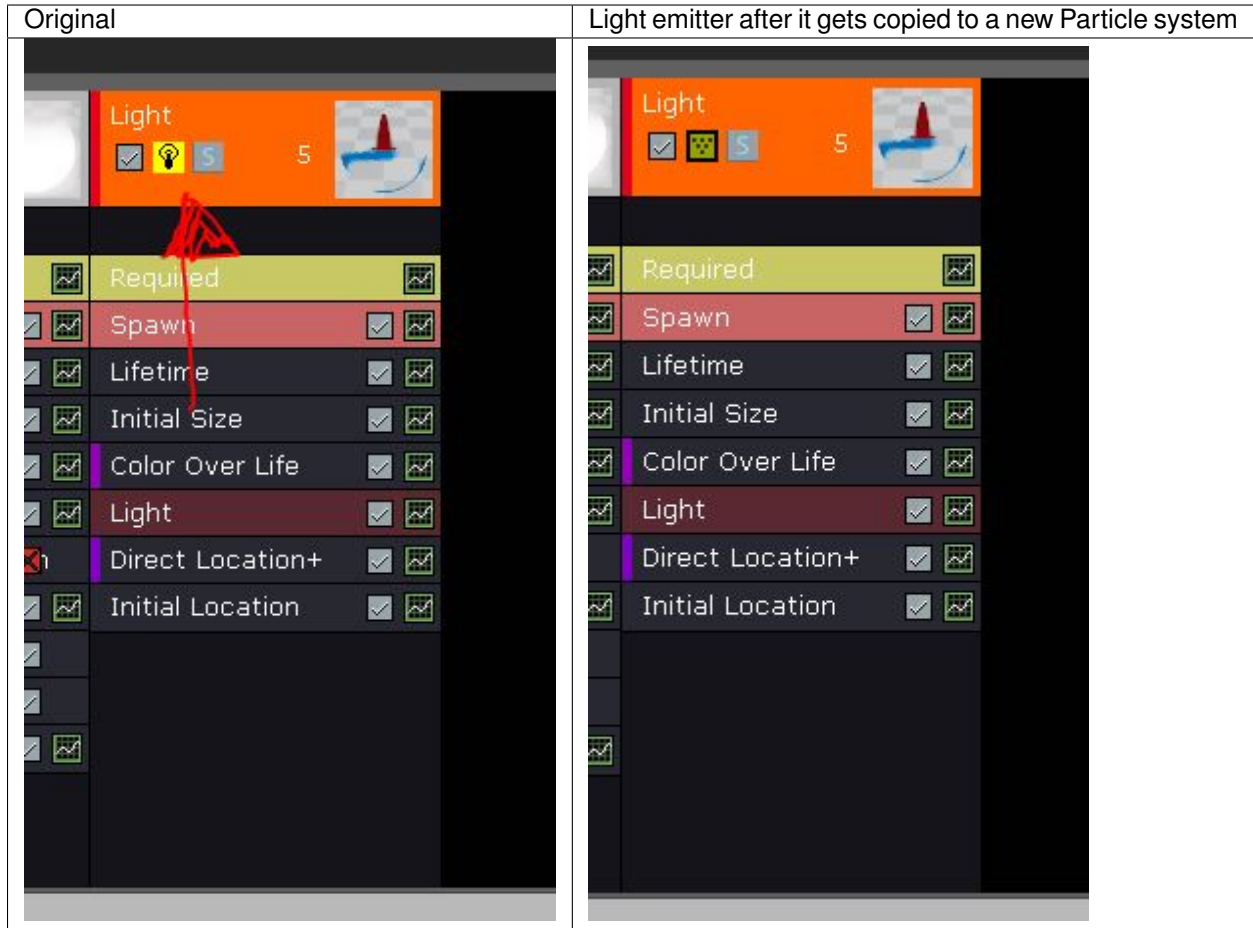 Original
Light emitter after it gets copied to a new Particle system
Light
S
5
Required
Spawn
Lifetime
Initial Size
Color Over Life
Light
Direct Location+
Initial Location
Light
S
5
Required
Spawn
Lifetime
Initial Size
Color Over Life
Light
Direct Location+
Initial Location